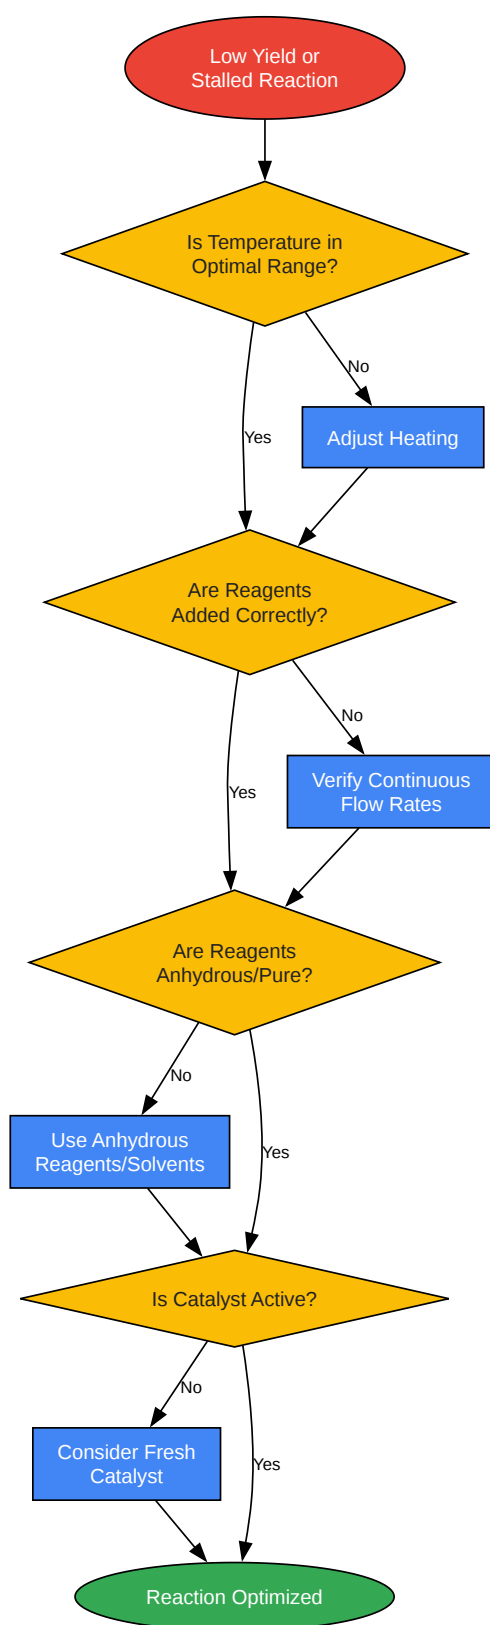 Low Yield or
Stalled Reaction
Is Temperature in
Optimal Range?
No
Adjust Heating
Yes
Are Reagents
Added Correctly?
No
Verify Continuous
Flow Rates
Yes
Are Reagents
Anhydrous/Pure?
No
Use Anhydrous
Reagents/Solvents
Yes
Is Catalyst Active?
No
Consider Fresh
Catalyst
Yes
Reaction Optimized